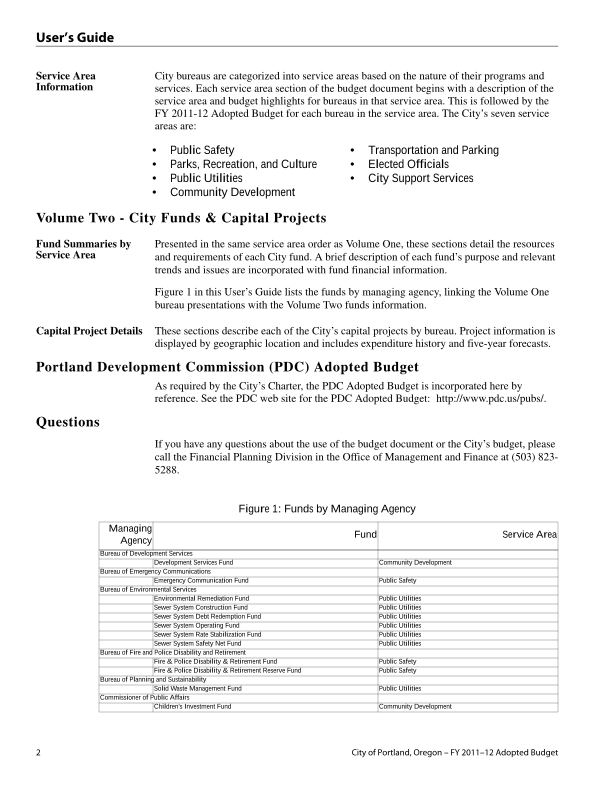 User's Guide
Service Area
Information
City bureaus are categorized into service areas based on the nature of their programs and
services. Each service area section of the budget document begins with a description of the
service area and budget highlights for bureaus in that service area. This is followed by the
FY 2011-12 Adopted Budget for each bureau in the service area. The City's seven service
areas are:
• Public Safety
• Parks, Recreation, and Culture
• Public Utilities
• Community Development
• Transportation and Parking
• Elected Officials
• City Support Services
Volume Two - City Funds & Capital Projects
Fund Summaries by
Service Area
Presented in the same service area order as Volume One, these sections detail the resources
and requirements of each City fund. A brief description of each fund's purpose and relevant
trends and issues are incorporated with fund financial information.
Figure 1 in this User's Guide lists the funds by managing agency, linking the Volume One
bureau presentations with the Volume Two funds information.
Capital Project Details
These sections describe each of the City's capital projects by bureau. Project information is
displayed by geographic location and includes expenditure history and five-year forecasts.
Portland Development Commission (PDC) Adopted Budget
As required by the City's Charter, the PDC Adopted Budget is incorporated here by
reference. See the PDC web site for the PDC Adopted Budget: http://www.pdc.us/pubs/.
Questions
If you have any questions about the use of the budget document or the City's budget, please
call the Financial Planning Division in the Office of Management and Finance at (503) 823-
5288.
Figure 1: Funds by Managing Agency
Managing
Agency
Fund
Service Area
Bureau of Development Services
Development Services Fund Community Development
Bureau of Emergency Communications
Emergency Communication Fund Public Safety
Bureau of Environmental Services
Environmental Remediation Fund Public Utilities
Sewer System Construction Fund Public Utilities
Sewer System Debt Redemption Fund Public Utilities
Sewer System Operating Fund Public Utilities
Sewer System Rate Stabilization Fund Public Utilities
Sewer System Safety Net Fund Public Utilities
Bureau of Fire and Police Disability and Retirement
Fire & Police Disability & Retirement Fund Public Safety
Fire & Police Disability & Retirement Reserve Fund Public Safety
Bureau of Planning and Sustainability
Solid Waste Management Fund Public Utilities
Commissioner of Public Affairs
Children's Investment Fund Community Development
2 City of Portland, Oregon – FY 2011–12 Adopted Budget